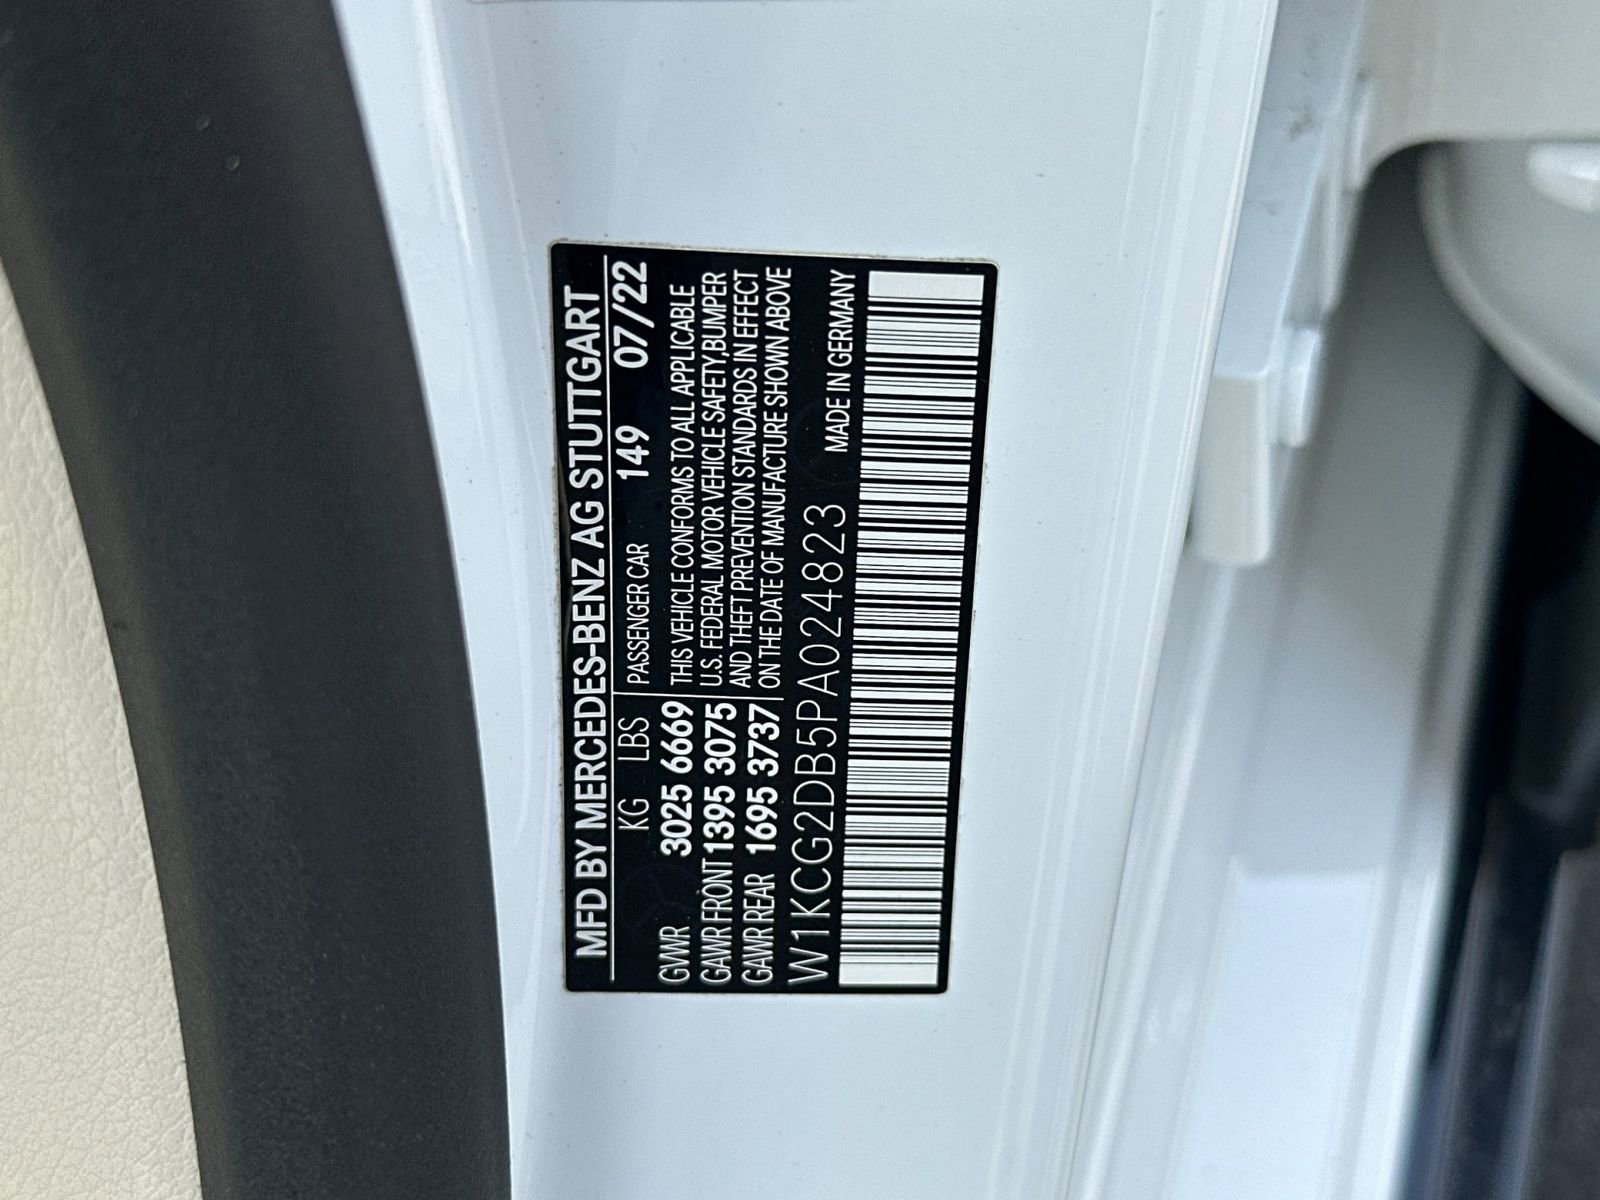 MFD BY MERCEDES-BENZ AG STUTTGART
KG LBS PASSENGER CAR 149 07/22
GVWR 3025 6669 THIS VEHICLE CONFORMS TO ALL APPLICABLE
GAWR FRONT 1395 3075 U.S. FEDERAL MOTOR VEHICLE SAFETY,BUMPER
AND THEFT PREVENTION STANDARDS IN EFFECT
GAWR REAR 1695 3737 ON THE DATE OF MANUFACTURE SHOWN ABOVE
W1KCG2DB5PA024823 MADE IN GERMANY